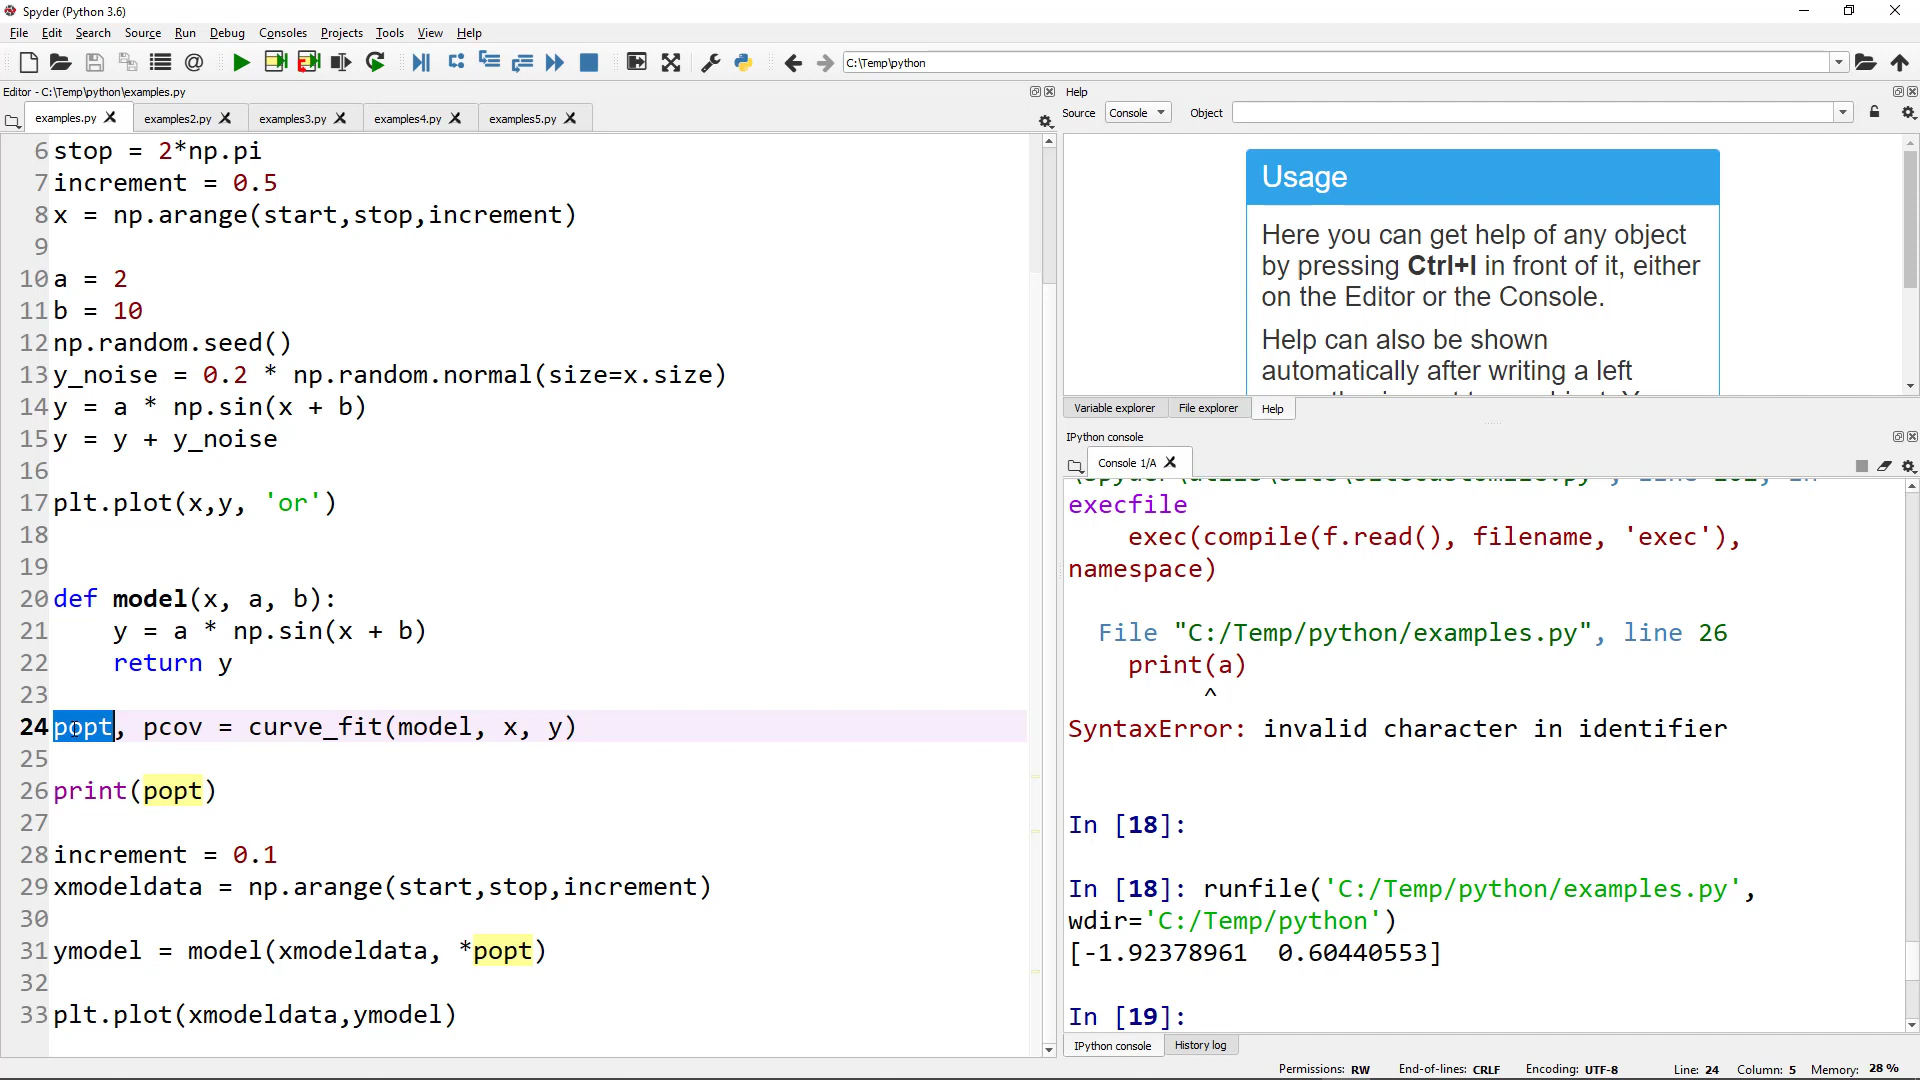 Spyder (Python 3.6)
File Edit Search Source Run Debug Consoles Projects Tools View Help
C:\Temp\python
Editor - C:\Temp\python\examples.py
examples.py examples2.py examples3.py examples4.py examples5.py
6 stop = 2*np.pi
7 increment = 0.5
8 x = np.arange(start,stop,increment)
9
10 a = 2
11 b = 10
12 np.random.seed()
13 y_noise = 0.2 * np.random.normal(size=x.size)
14 y = a * np.sin(x + b)
15 y = y + y_noise
16
17 plt.plot(x,y, 'or')
18
19
20 def model(x, a, b):
21     y = a * np.sin(x + b)
22     return y
23
24 popt, pcov = curve_fit(model, x, y)
25
26 print(popt)
27
28 increment = 0.1
29 xmodeldata = np.arange(start,stop,increment)
30
31 ymodel = model(xmodeldata, *popt)
32
33 plt.plot(xmodeldata,ymodel)
Help
Source Console Object
Usage
Here you can get help of any object
by pressing Ctrl+I in front of it, either
on the Editor or the Console.
Help can also be shown
automatically after writing a left
Variable explorer File explorer Help
IPython console
Console 1/A
execfile
    exec(compile(f.read(), filename, 'exec'),
namespace)
  File "C:/Temp/python/examples.py", line 26
    print(a)
         ^
SyntaxError: invalid character in identifier
In [18]:
In [18]: runfile('C:/Temp/python/examples.py',
wdir='C:/Temp/python')
[-1.92378961  0.60440553]
In [19]:
IPython console History log
Permissions: RW End-of-lines: CRLF Encoding: UTF-8 Line: 24 Column: 5 Memory: 28 %